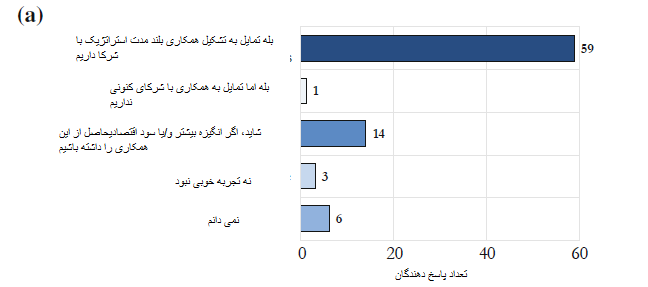 (a)
بله تمایل به تشکیل همکاری بلند مدت استراتژیک با
شرکا داریم
59
بله اما تمایل به همکاری با شرکای کنونی
نداریم
1
شاید، اگر انگیزه بیشتر و/یا سود اقتصادیحاصل از این
همکاری را داشته باشیم
14
نه تجربه خوبی نبود
3
نمی دانم
6
0 20 40 60
تعداد پاسخ دهندگان